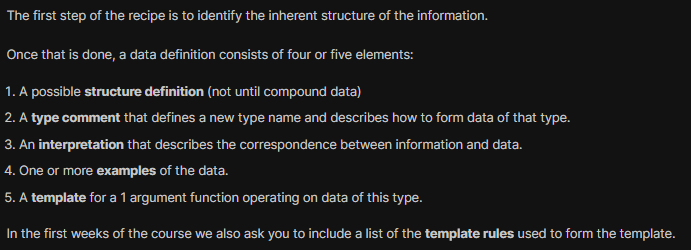 The first step of the recipe is to identify the inherent structure of the information.
Once that is done, a data definition consists of four or five elements:
1. A possible structure definition (not until compound data)
2. A type comment that defines a new type name and describes how to form data of that type.
3. An interpretation that describes the correspondence between information and data.
4. One or more examples of the data.
5. A template for a 1 argument function operating on data of this type.
In the first weeks of the course we also ask you to include a list of the template rules used to form the template.